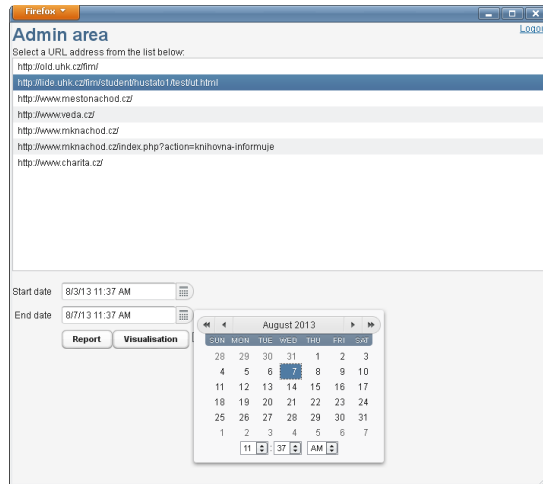 Firefox
Admin area
Logou
Select a URL address from the list below:
http://old.uhk.cz/fim/
http://lide.uhk.cz/fim/student/hustato1/test/ut.html
http://www.mestonachod.cz/
http://www.veda.cz/
http://www.mknachod.cz/
http://www.mknachod.cz/index.php?action=knihovna-informuje
http://www.charita.cz/
Start date 8/3/13 11:37 AM
End date 8/7/13 11:37 AM
Report Visualisation
August 2013
SUN MON TUE WED THU FRI SAT
28 29 30 31 1 2 3
4 5 6 7 8 9 10
11 12 13 14 15 16 17
18 19 20 21 22 23 24
25 26 27 28 29 30 31
1 2 3 4 5 6 7
11 : 37 AM